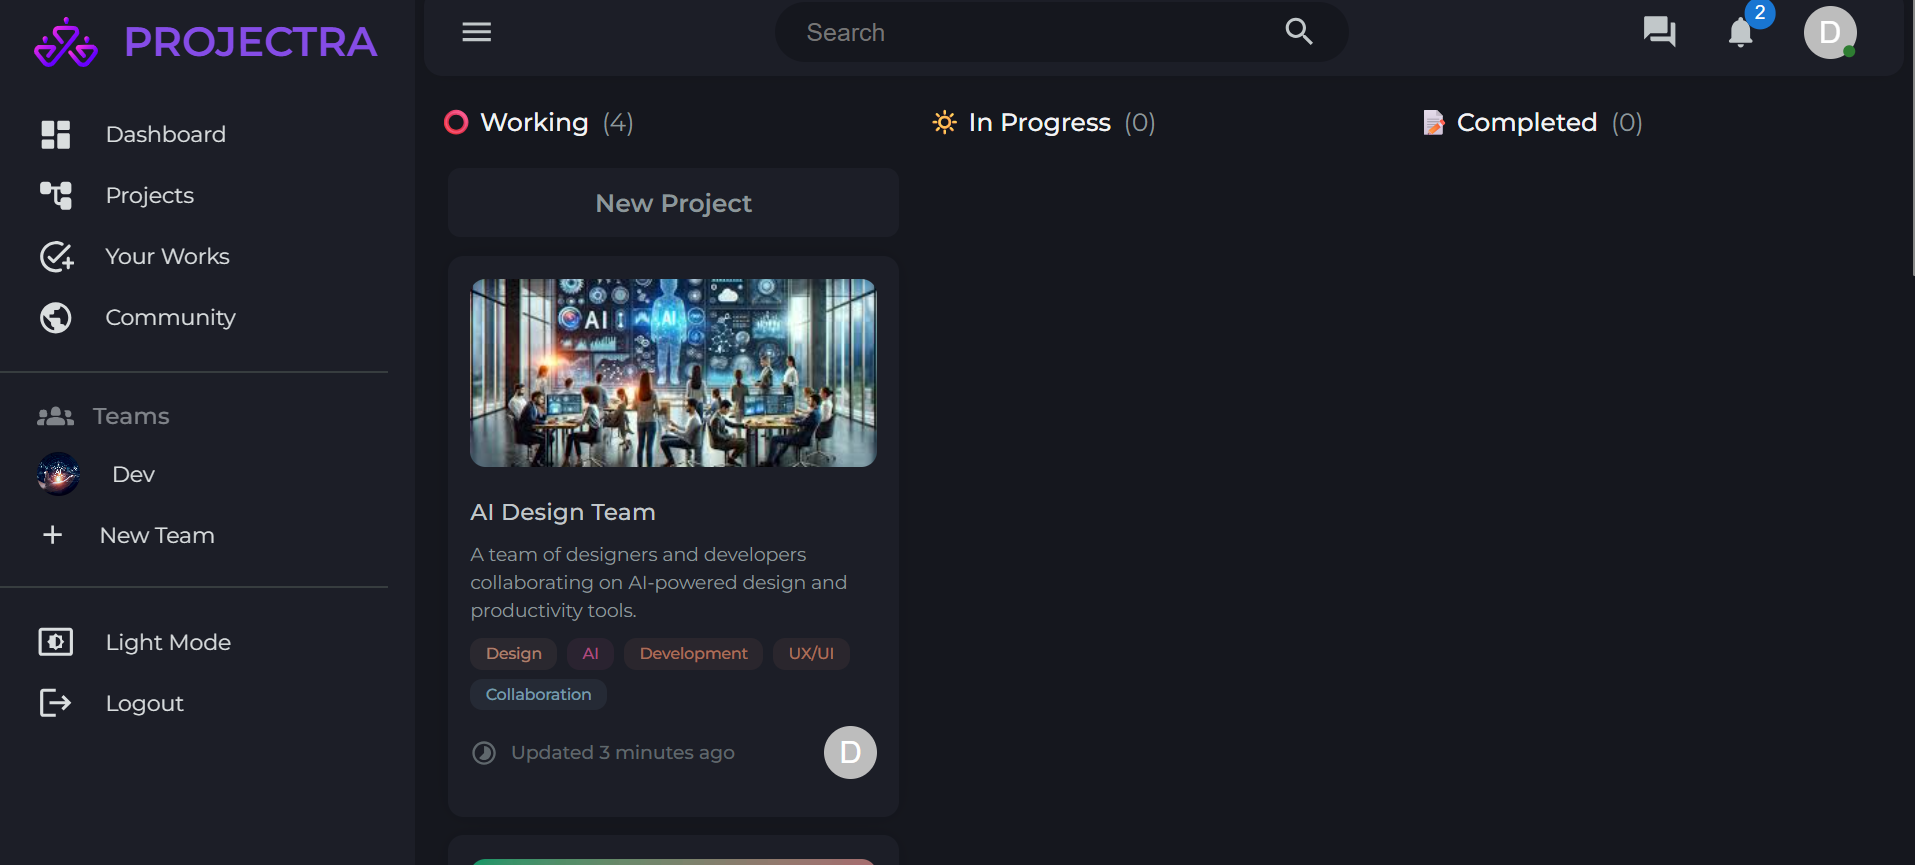 PROJECTRA
Search
2
D
Dashboard
Projects
Your Works
Community
Teams
Dev
New Team
Light Mode
Logout
Working (4)
In Progress (0)
Completed (0)
New Project
AI
AI
AI Design Team
A team of designers and developers
collaborating on AI-powered design and
productivity tools.
Design AI Development UX/UI
Collaboration
Updated 3 minutes ago
D